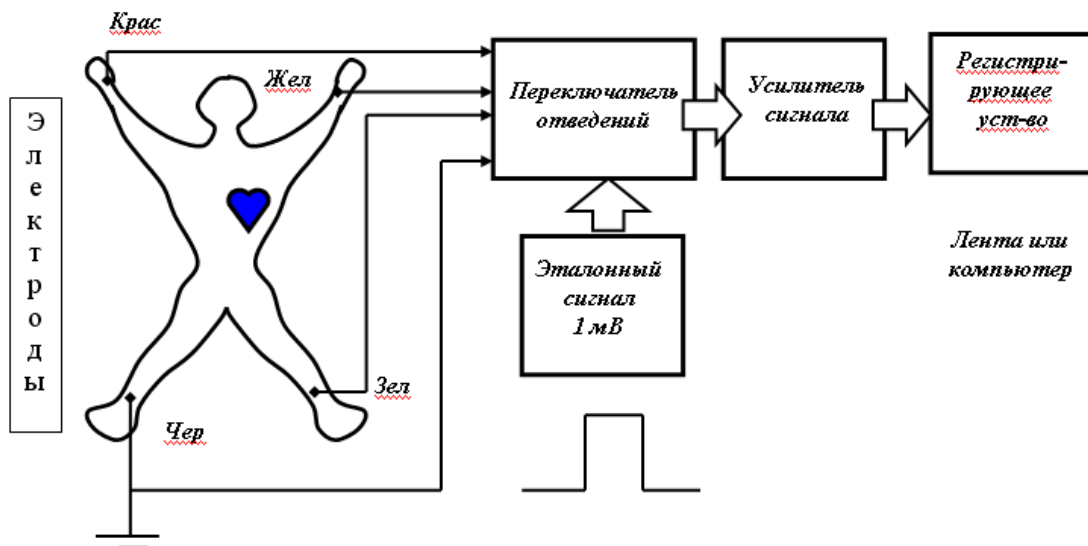 Крас
Жел
Электроды
Переключатель
отведений
Усилитель
сигнала
Регистри-
рующее
уст-во
Эталонный
сигнал
1 мВ
Лента или
компьютер
Зел
Чер